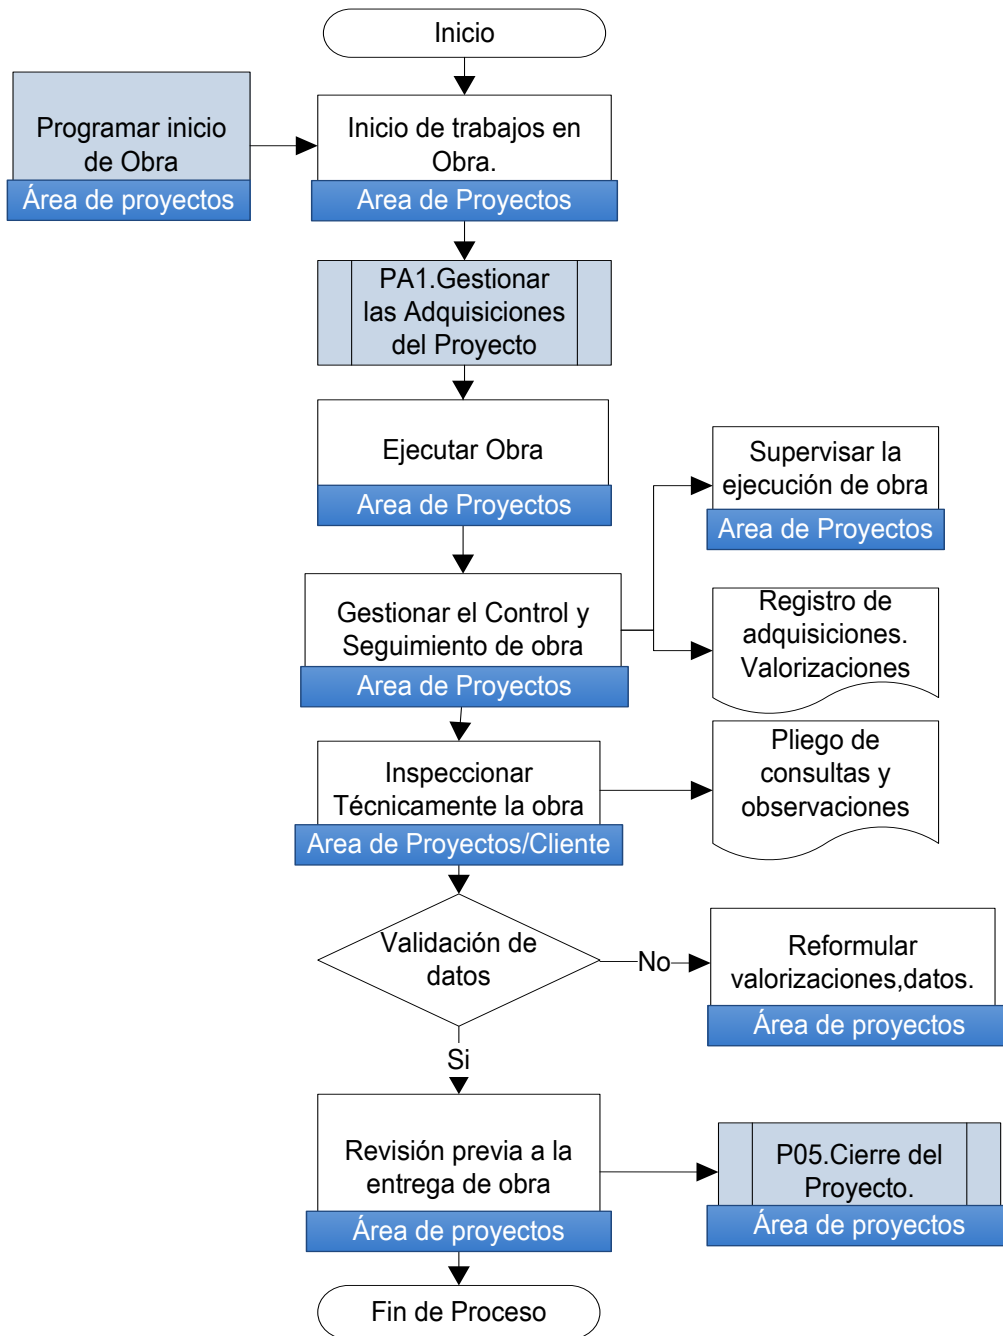 Inicio
Programar inicio
de Obra
Área de proyectos
Inicio de trabajos en
Obra.
Area de Proyectos
PA1.Gestionar
las Adquisiciones
del Proyecto
Ejecutar Obra
Area de Proyectos
Supervisar la
ejecución de obra
Area de Proyectos
Gestionar el Control y
Seguimiento de obra
Area de Proyectos
Registro de
adquisiciones.
Valorizaciones
Inspeccionar
Técnicamente la obra
Area de Proyectos/Cliente
Pliego de
consultas y
observaciones
Validación de
datos
No
Reformular
valorizaciones,datos.
Área de proyectos
Si
Revisión previa a la
entrega de obra
Área de proyectos
P05.Cierre del
Proyecto.
Área de proyectos
Fin de Proceso